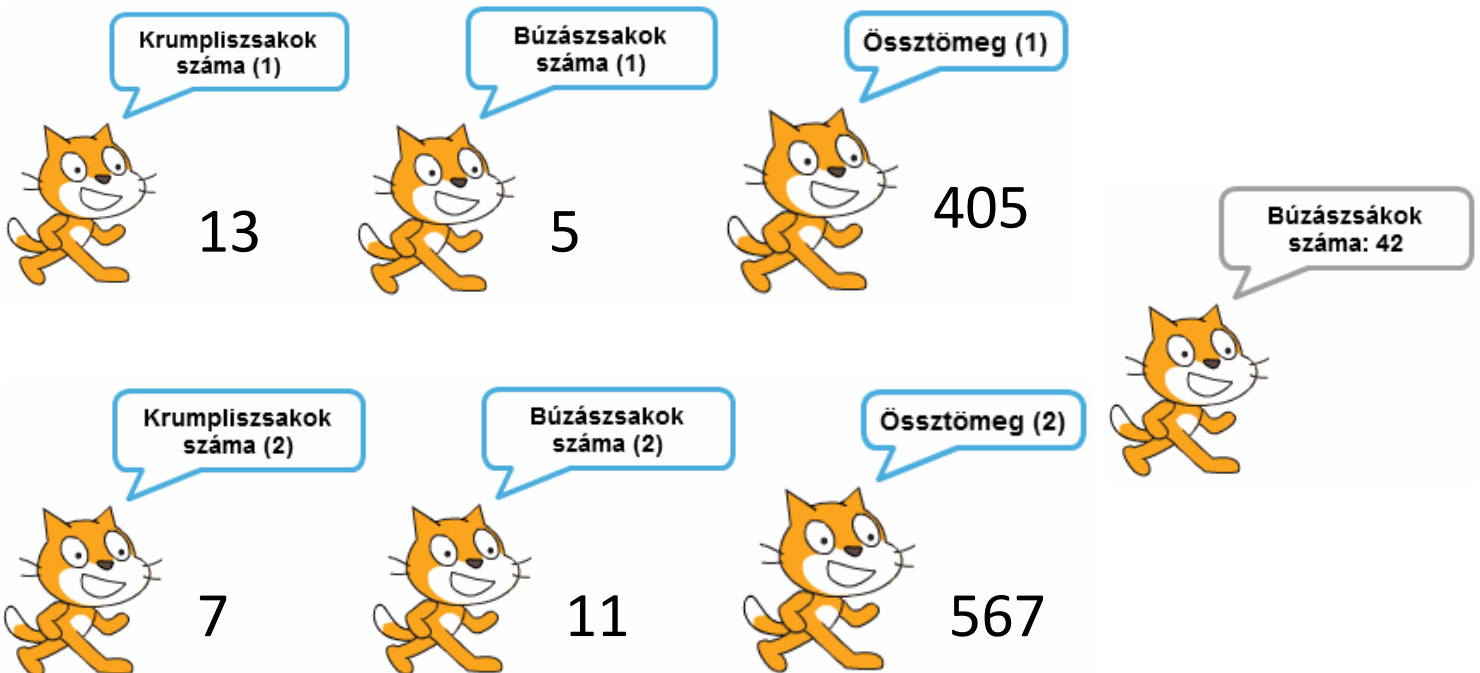 Krumpliszsakok
száma (1)
13
Búzászsakok
száma (1)
5
Össztömeg (1)
405
Búzászsákok
száma: 42
Krumpliszsakok
száma (2)
7
Búzászsakok
száma (2)
11
Össztömeg (2)
567